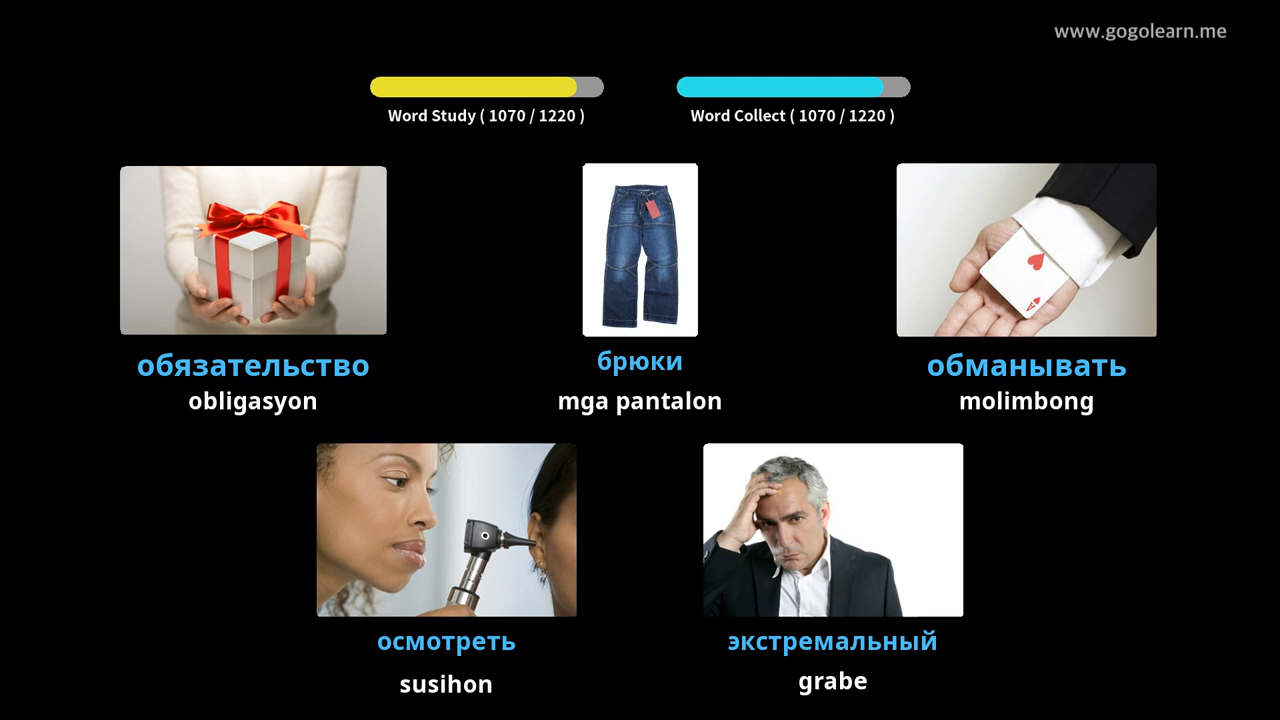 www.gogolearn.me
Word Study ( 1070 / 1220 )
Word Collect ( 1070 / 1220 )
обязательство
obligasyon
брюки
mga pantalon
обманывать
molimbong
осмотреть
susihon
экстремальный
grabe